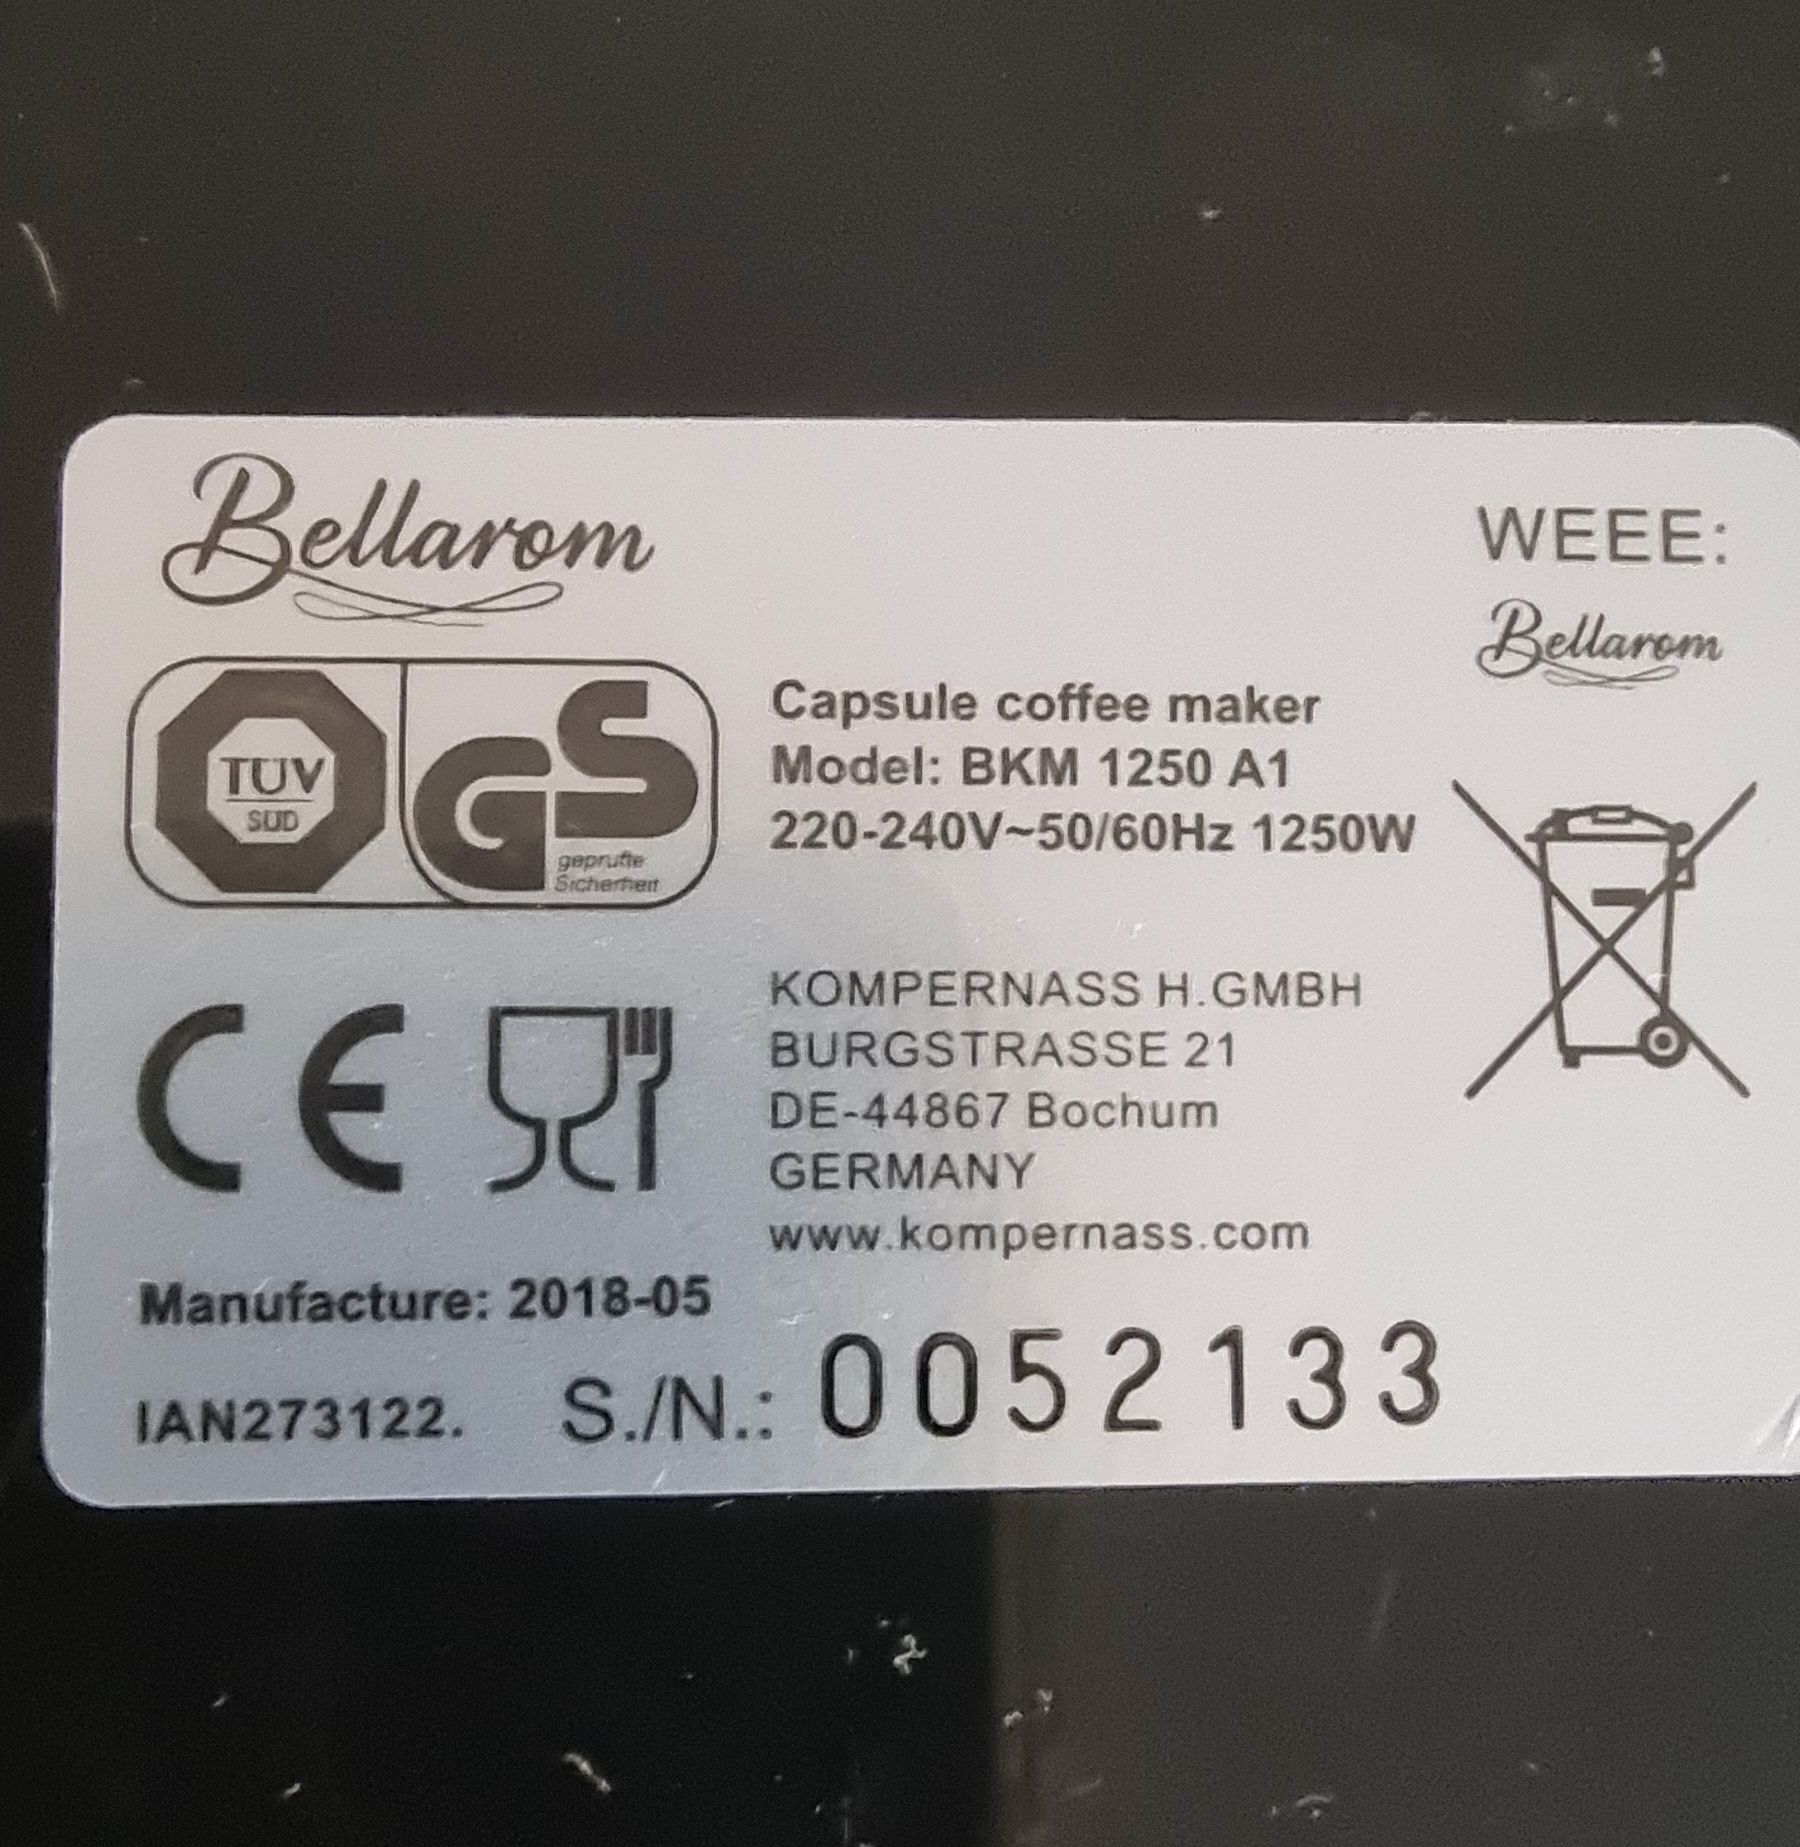 Bellarom
WEEE:
Bellarom
TÜV
SÜD
GS
geprüfte
Sicherheit
Capsule coffee maker
Model: BKM 1250 A1
220-240V~50/60Hz 1250W
CE
KOMPERNASS H.GMBH
BURGSTRASSE 21
DE-44867 Bochum
GERMANY
www.kompernass.com
Manufacture: 2018-05
IAN273122. S./N.: 0052133